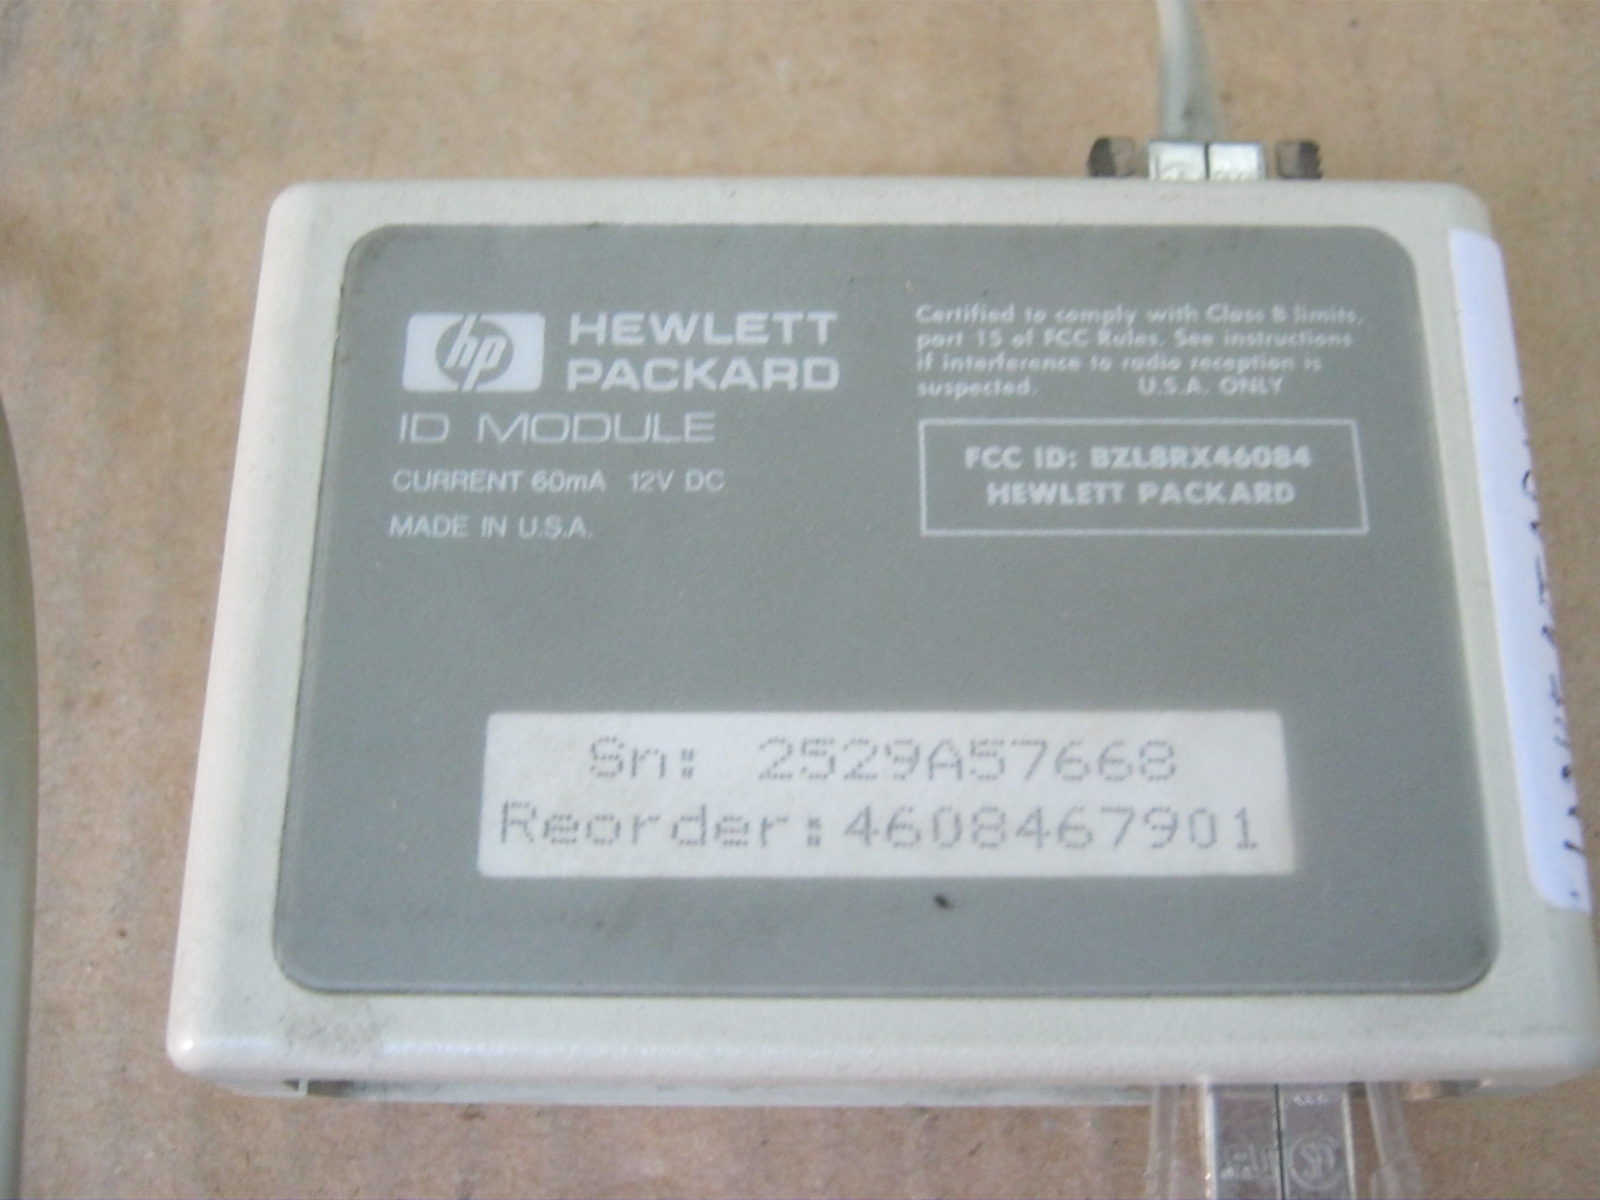 hp HEWLETT
PACKARD
ID MODULE
CURRENT 60mA 12V DC
MADE IN U.S.A.
Certified to comply with Class B limits,
part 15 of FCC Rules. See instructions
if interference to radio reception is
suspected. U.S.A. ONLY
FCC ID: BZL8RX46084
HEWLETT PACKARD
Sn: 2529A57668
Reorder:4608467901